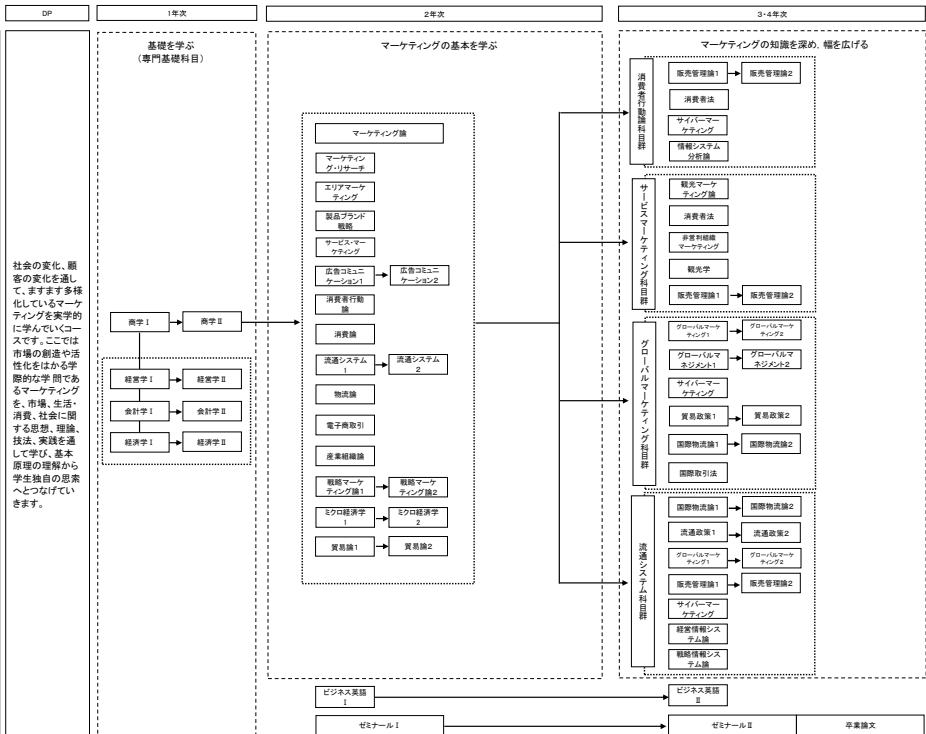 DP
1年次
2年次
3・4年次
社会の変化、顧
客の変化を通し
て、ますます多様
化しているマーケ
ティングを実学的
に学んでいくコー
スです。ここでは
市場の創造や活
性化をはかる学
際的な学 問であ
るマーケティング
を、市場、生活・
消費、社会に関
する思想、理論、
技法、実践を通
して学び、基本
原理の理解から
学生独自の思索
へとつなげてい
きます。
基礎を学ぶ
(専門基礎科目)
商学Ⅰ
商学Ⅱ
経営学Ⅰ
経営学Ⅱ
会計学Ⅰ
会計学Ⅱ
経済学Ⅰ
経済学Ⅱ
マーケティングの基本を学ぶ
マーケティング論
マーケティン
グ・リサーチ
エリアマーケ
ティング
製品ブランド
戦略
サービス・マー
ケティング
広告コミュニ
ケーション1
広告コミュニ
ケーション2
消費者行動
論
消費論
流通システム
1
流通システム
2
物流論
電子商取引
産業組織論
戦略マーケ
ティング論1
戦略マーケ
ティング論2
ミクロ経済学
1
ミクロ経済学
2
貿易論1
貿易論2
マーケティングの知識を深め、幅を広げる
消費者行動論科目群
販売管理論1
販売管理論2
消費者法
サイバーマー
ケティング
情報システム
分析論
サービスマーケティング科目群
観光マーケ
ティング論
消費者法
非営利組織
マーケティング
観光学
販売管理論1
販売管理論2
グローバルマーケティング科目群
グローバルマーケ
ティング1
グローバルマーケ
ティング2
グローバルマ
ネジメント1
グローバルマ
ネジメント2
サイバーマー
ケティング
貿易政策1
貿易政策2
国際物流論1
国際物流論2
国際取引法
流通システム科目群
国際物流論1
国際物流論2
流通政策1
流通政策2
グローバルマーケ
ティング1
グローバルマーケ
ティング2
販売管理論1
販売管理論2
サイバーマー
ケティング
経営情報シス
テム論
戦略情報シス
テム論
ビジネス英語
Ⅰ
ビジネス英語
Ⅱ
ゼミナールⅠ
ゼミナールⅡ
卒業論文